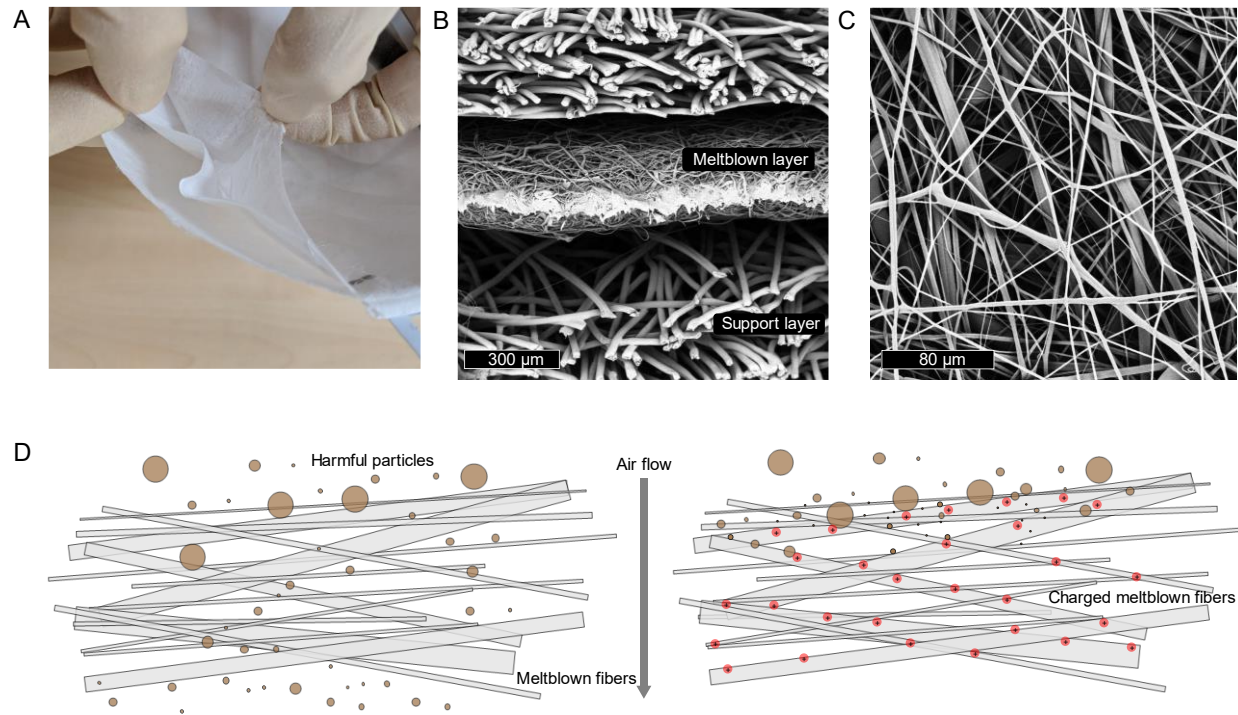 A
B
C
Meltblown layer
Support layer
300 µm
80 µm
D
Harmful particles
Air flow
Charged meltblown fibers
Meltblown fibers